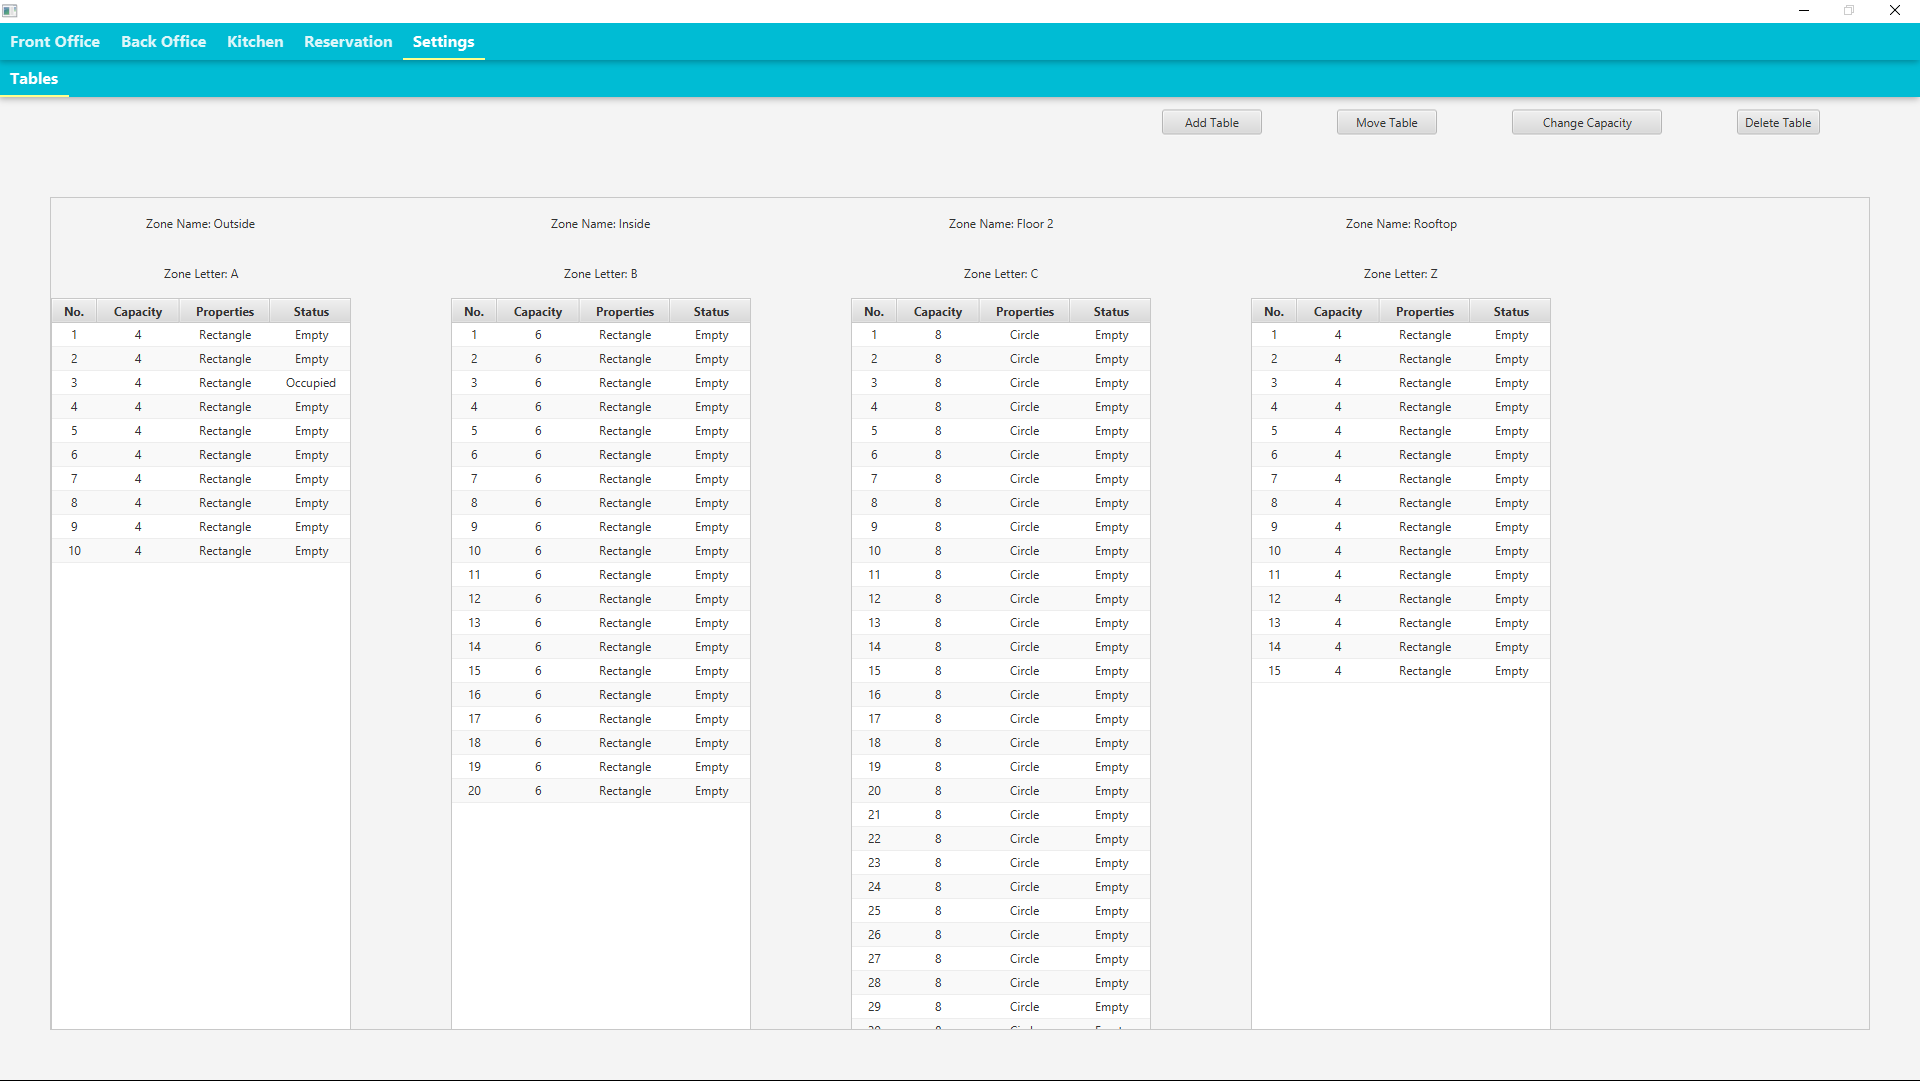 Front Office Back Office Kitchen Reservation Settings
Tables
Add Table Move Table Change Capacity Delete Table
Zone Name: Outside Zone Name: Inside Zone Name: Floor 2 Zone Name: Rooftop
Zone Letter: A Zone Letter: B Zone Letter: C Zone Letter: Z
No. Capacity Properties Status No. Capacity Properties Status No. Capacity Properties Status No. Capacity Properties Status
1 4 Rectangle Empty 1 6 Rectangle Empty 1 8 Circle Empty 1 4 Rectangle Empty
2 4 Rectangle Empty 2 6 Rectangle Empty 2 8 Circle Empty 2 4 Rectangle Empty
3 4 Rectangle Occupied 3 6 Rectangle Empty 3 8 Circle Empty 3 4 Rectangle Empty
4 4 Rectangle Empty 4 6 Rectangle Empty 4 8 Circle Empty 4 4 Rectangle Empty
5 4 Rectangle Empty 5 6 Rectangle Empty 5 8 Circle Empty 5 4 Rectangle Empty
6 4 Rectangle Empty 6 6 Rectangle Empty 6 8 Circle Empty 6 4 Rectangle Empty
7 4 Rectangle Empty 7 6 Rectangle Empty 7 8 Circle Empty 7 4 Rectangle Empty
8 4 Rectangle Empty 8 6 Rectangle Empty 8 8 Circle Empty 8 4 Rectangle Empty
9 4 Rectangle Empty 9 6 Rectangle Empty 9 8 Circle Empty 9 4 Rectangle Empty
10 4 Rectangle Empty 10 6 Rectangle Empty 10 8 Circle Empty 10 4 Rectangle Empty
11 6 Rectangle Empty 11 8 Circle Empty 11 4 Rectangle Empty
12 6 Rectangle Empty 12 8 Circle Empty 12 4 Rectangle Empty
13 6 Rectangle Empty 13 8 Circle Empty 13 4 Rectangle Empty
14 6 Rectangle Empty 14 8 Circle Empty 14 4 Rectangle Empty
15 6 Rectangle Empty 15 8 Circle Empty 15 4 Rectangle Empty
16 6 Rectangle Empty 16 8 Circle Empty
17 6 Rectangle Empty 17 8 Circle Empty
18 6 Rectangle Empty 18 8 Circle Empty
19 6 Rectangle Empty 19 8 Circle Empty
20 6 Rectangle Empty 20 8 Circle Empty
21 8 Circle Empty
22 8 Circle Empty
23 8 Circle Empty
24 8 Circle Empty
25 8 Circle Empty
26 8 Circle Empty
27 8 Circle Empty
28 8 Circle Empty
29 8 Circle Empty